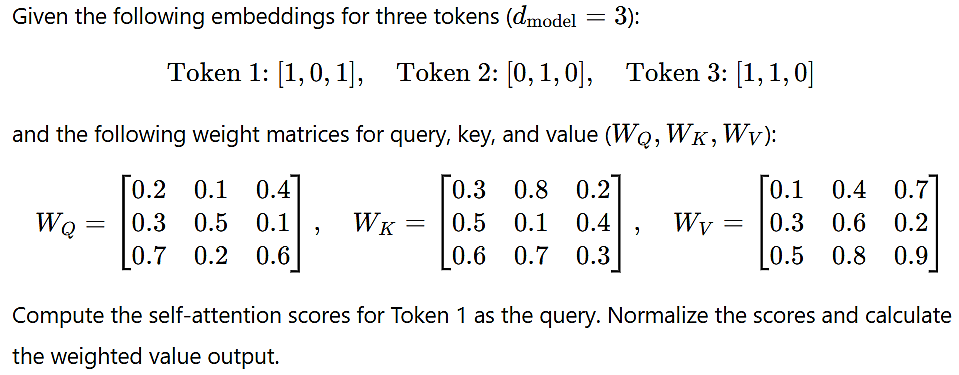 Given the following embeddings for three tokens (d_model = 3):
Token 1: [1, 0, 1], Token 2: [0, 1, 0], Token 3: [1, 1, 0]
and the following weight matrices for query, key, and value (W_Q, W_K, W_V):
W_Q = [0.2 0.1 0.4; 0.3 0.5 0.1; 0.7 0.2 0.6], W_K = [0.3 0.8 0.2; 0.5 0.1 0.4; 0.6 0.7 0.3], W_V = [0.1 0.4 0.7; 0.3 0.6 0.2; 0.5 0.8 0.9]
Compute the self-attention scores for Token 1 as the query. Normalize the scores and calculate
the weighted value output.